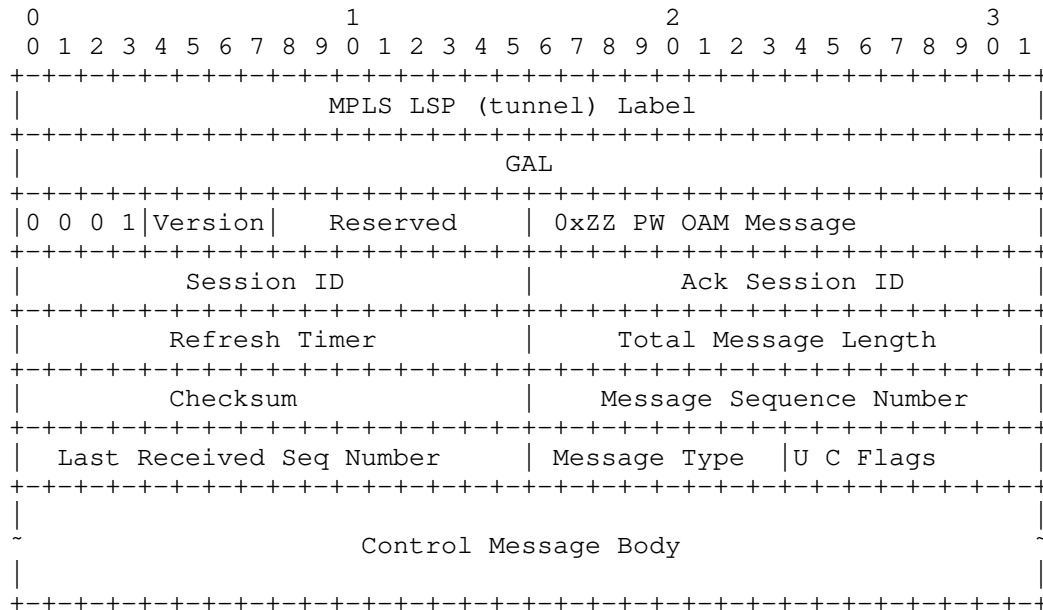 0                   1                   2                   3
 0 1 2 3 4 5 6 7 8 9 0 1 2 3 4 5 6 7 8 9 0 1 2 3 4 5 6 7 8 9 0 1
+-+-+-+-+-+-+-+-+-+-+-+-+-+-+-+-+-+-+-+-+-+-+-+-+-+-+-+-+-+-+-+-+
|                   MPLS LSP (tunnel) Label                     |
+-+-+-+-+-+-+-+-+-+-+-+-+-+-+-+-+-+-+-+-+-+-+-+-+-+-+-+-+-+-+-+-+
|                              GAL                              |
+-+-+-+-+-+-+-+-+-+-+-+-+-+-+-+-+-+-+-+-+-+-+-+-+-+-+-+-+-+-+-+-+
|0 0 0 1|Version|   Reserved    | 0xZZ PW OAM Message           |
+-+-+-+-+-+-+-+-+-+-+-+-+-+-+-+-+-+-+-+-+-+-+-+-+-+-+-+-+-+-+-+-+
|          Session ID           |         Ack Session ID        |
+-+-+-+-+-+-+-+-+-+-+-+-+-+-+-+-+-+-+-+-+-+-+-+-+-+-+-+-+-+-+-+-+
|         Refresh Timer         |     Total Message Length      |
+-+-+-+-+-+-+-+-+-+-+-+-+-+-+-+-+-+-+-+-+-+-+-+-+-+-+-+-+-+-+-+-+
|         Checksum              |    Message Sequence Number    |
+-+-+-+-+-+-+-+-+-+-+-+-+-+-+-+-+-+-+-+-+-+-+-+-+-+-+-+-+-+-+-+-+
|  Last Received Seq Number     | Message Type  |U C Flags      |
+-+-+-+-+-+-+-+-+-+-+-+-+-+-+-+-+-+-+-+-+-+-+-+-+-+-+-+-+-+-+-+-+
|                                                               |
~                     Control Message Body                      ~
|                                                               |
+-+-+-+-+-+-+-+-+-+-+-+-+-+-+-+-+-+-+-+-+-+-+-+-+-+-+-+-+-+-+-+-+